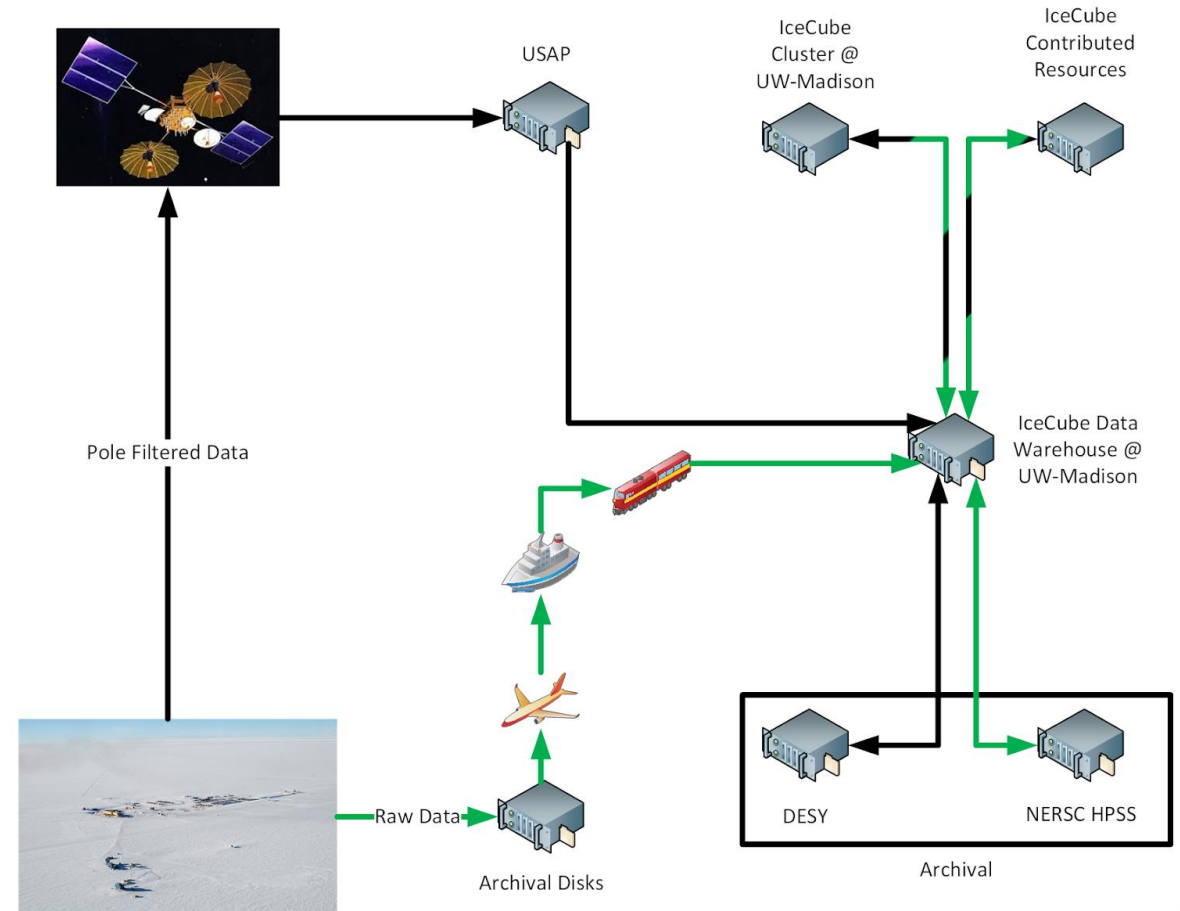 USAP
IceCube
Cluster @
UW-Madison
IceCube
Contributed
Resources
Pole Filtered Data
IceCube Data
Warehouse @
UW-Madison
Raw Data
Archival Disks
DESY
NERSC HPSS
Archival